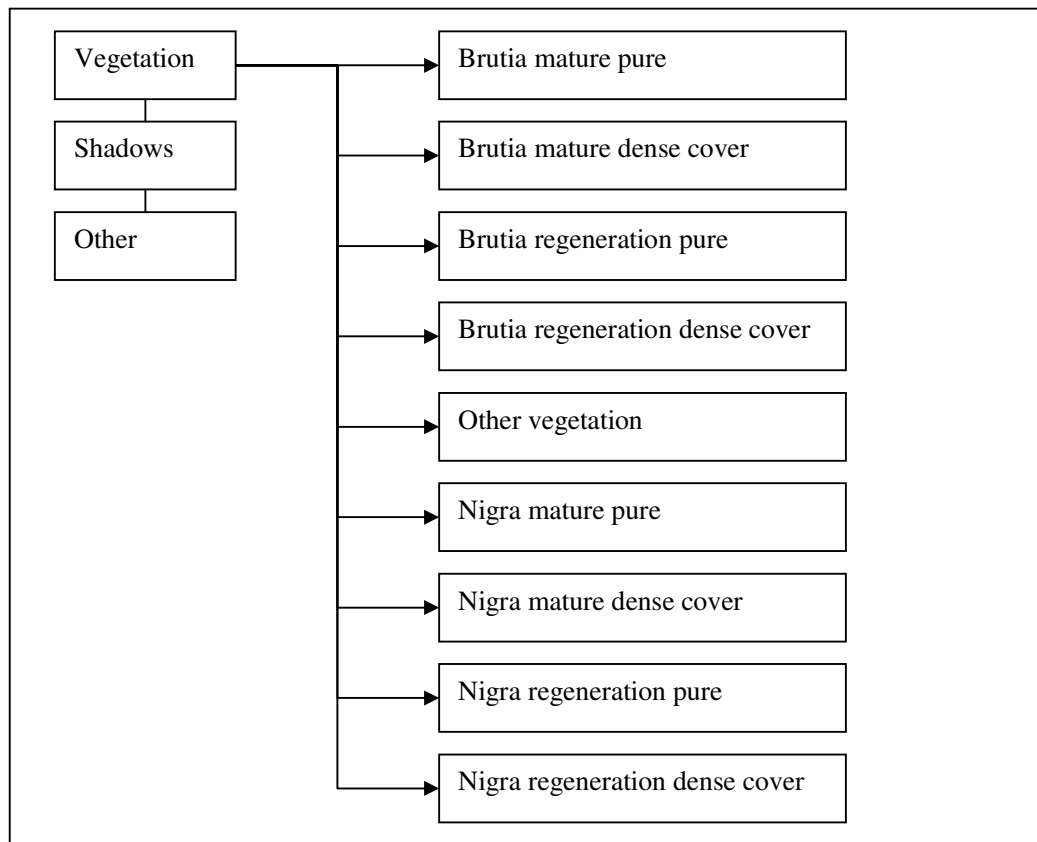 Vegetation
Shadows
Other
Brutia mature pure
Brutia mature dense cover
Brutia regeneration pure
Brutia regeneration dense cover
Other vegetation
Nigra mature pure
Nigra mature dense cover
Nigra regeneration pure
Nigra regeneration dense cover